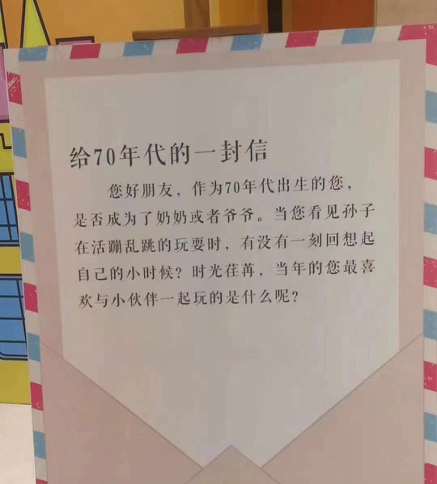 给70年代的一封信
您好朋友，作为70年代出生的您，
是否成为了奶奶或者爷爷。当您看见孙子
在活蹦乱跳的玩耍时，有没有一刻回想起
自己的小时候？时光荏苒，当年的您最喜
欢与小伙伴一起玩的是什么呢？